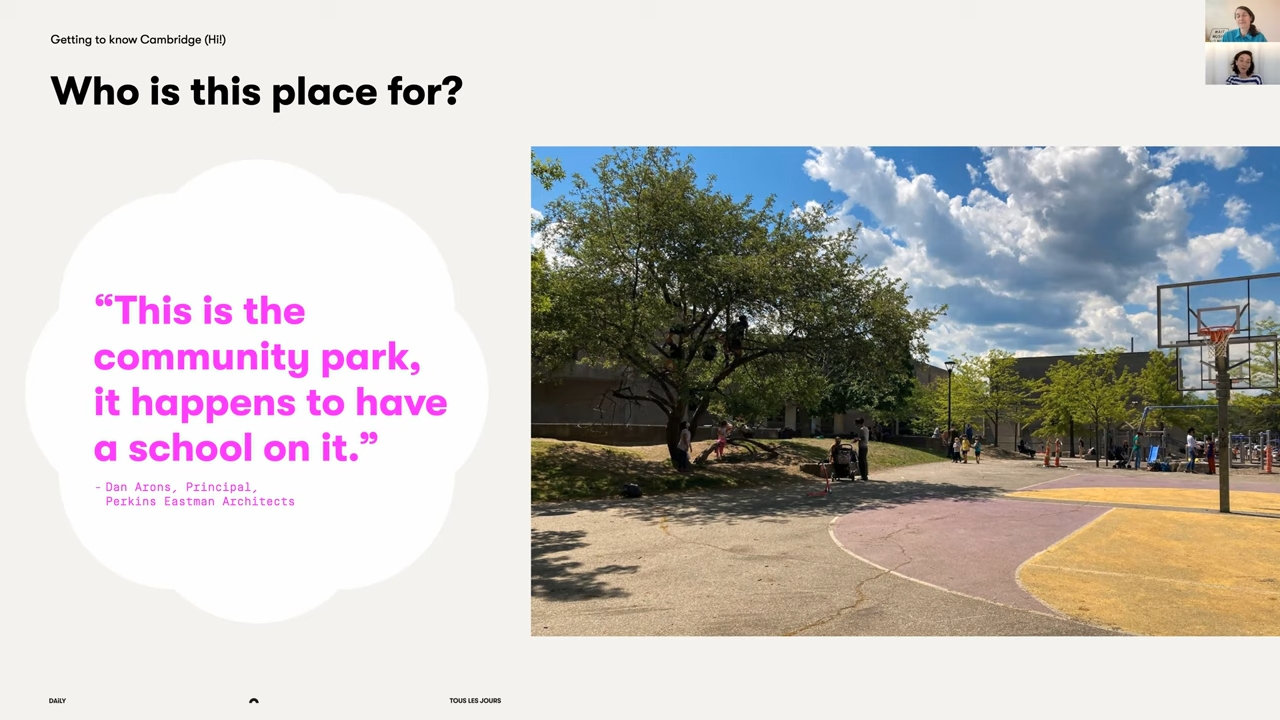 Getting to know Cambridge (Hi!)
Who is this place for?
“This is the
community park,
it happens to have
a school on it.”
- Dan Arons, Principal,
Perkins Eastman Architects
DAILY
TOUS LES JOURS